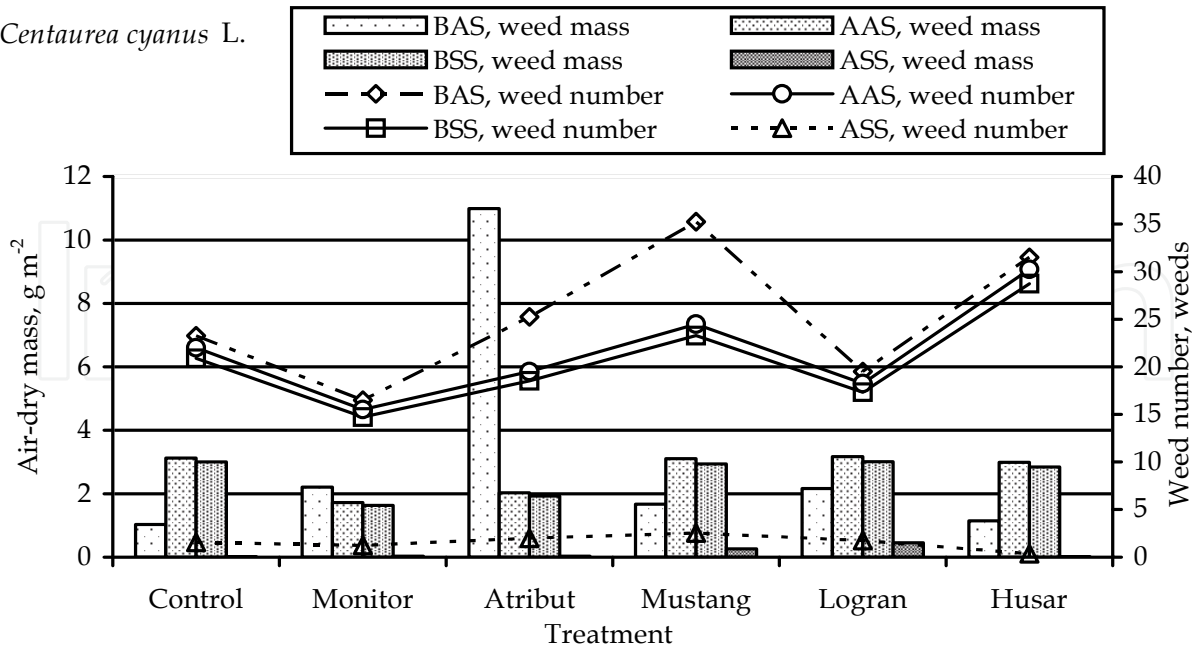 Centaurea cyanus L.
BAS, weed mass
AAS, weed mass
BSS, weed mass
ASS, weed mass
BAS, weed number
AAS, weed number
BSS, weed number
ASS, weed number
Air-dry mass, g m⁻²
12
10
8
6
4
2
0
Weed number, weeds
40
35
30
25
20
15
10
5
0
Control
Monitor
Atribut
Mustang
Logran
Husar
Treatment